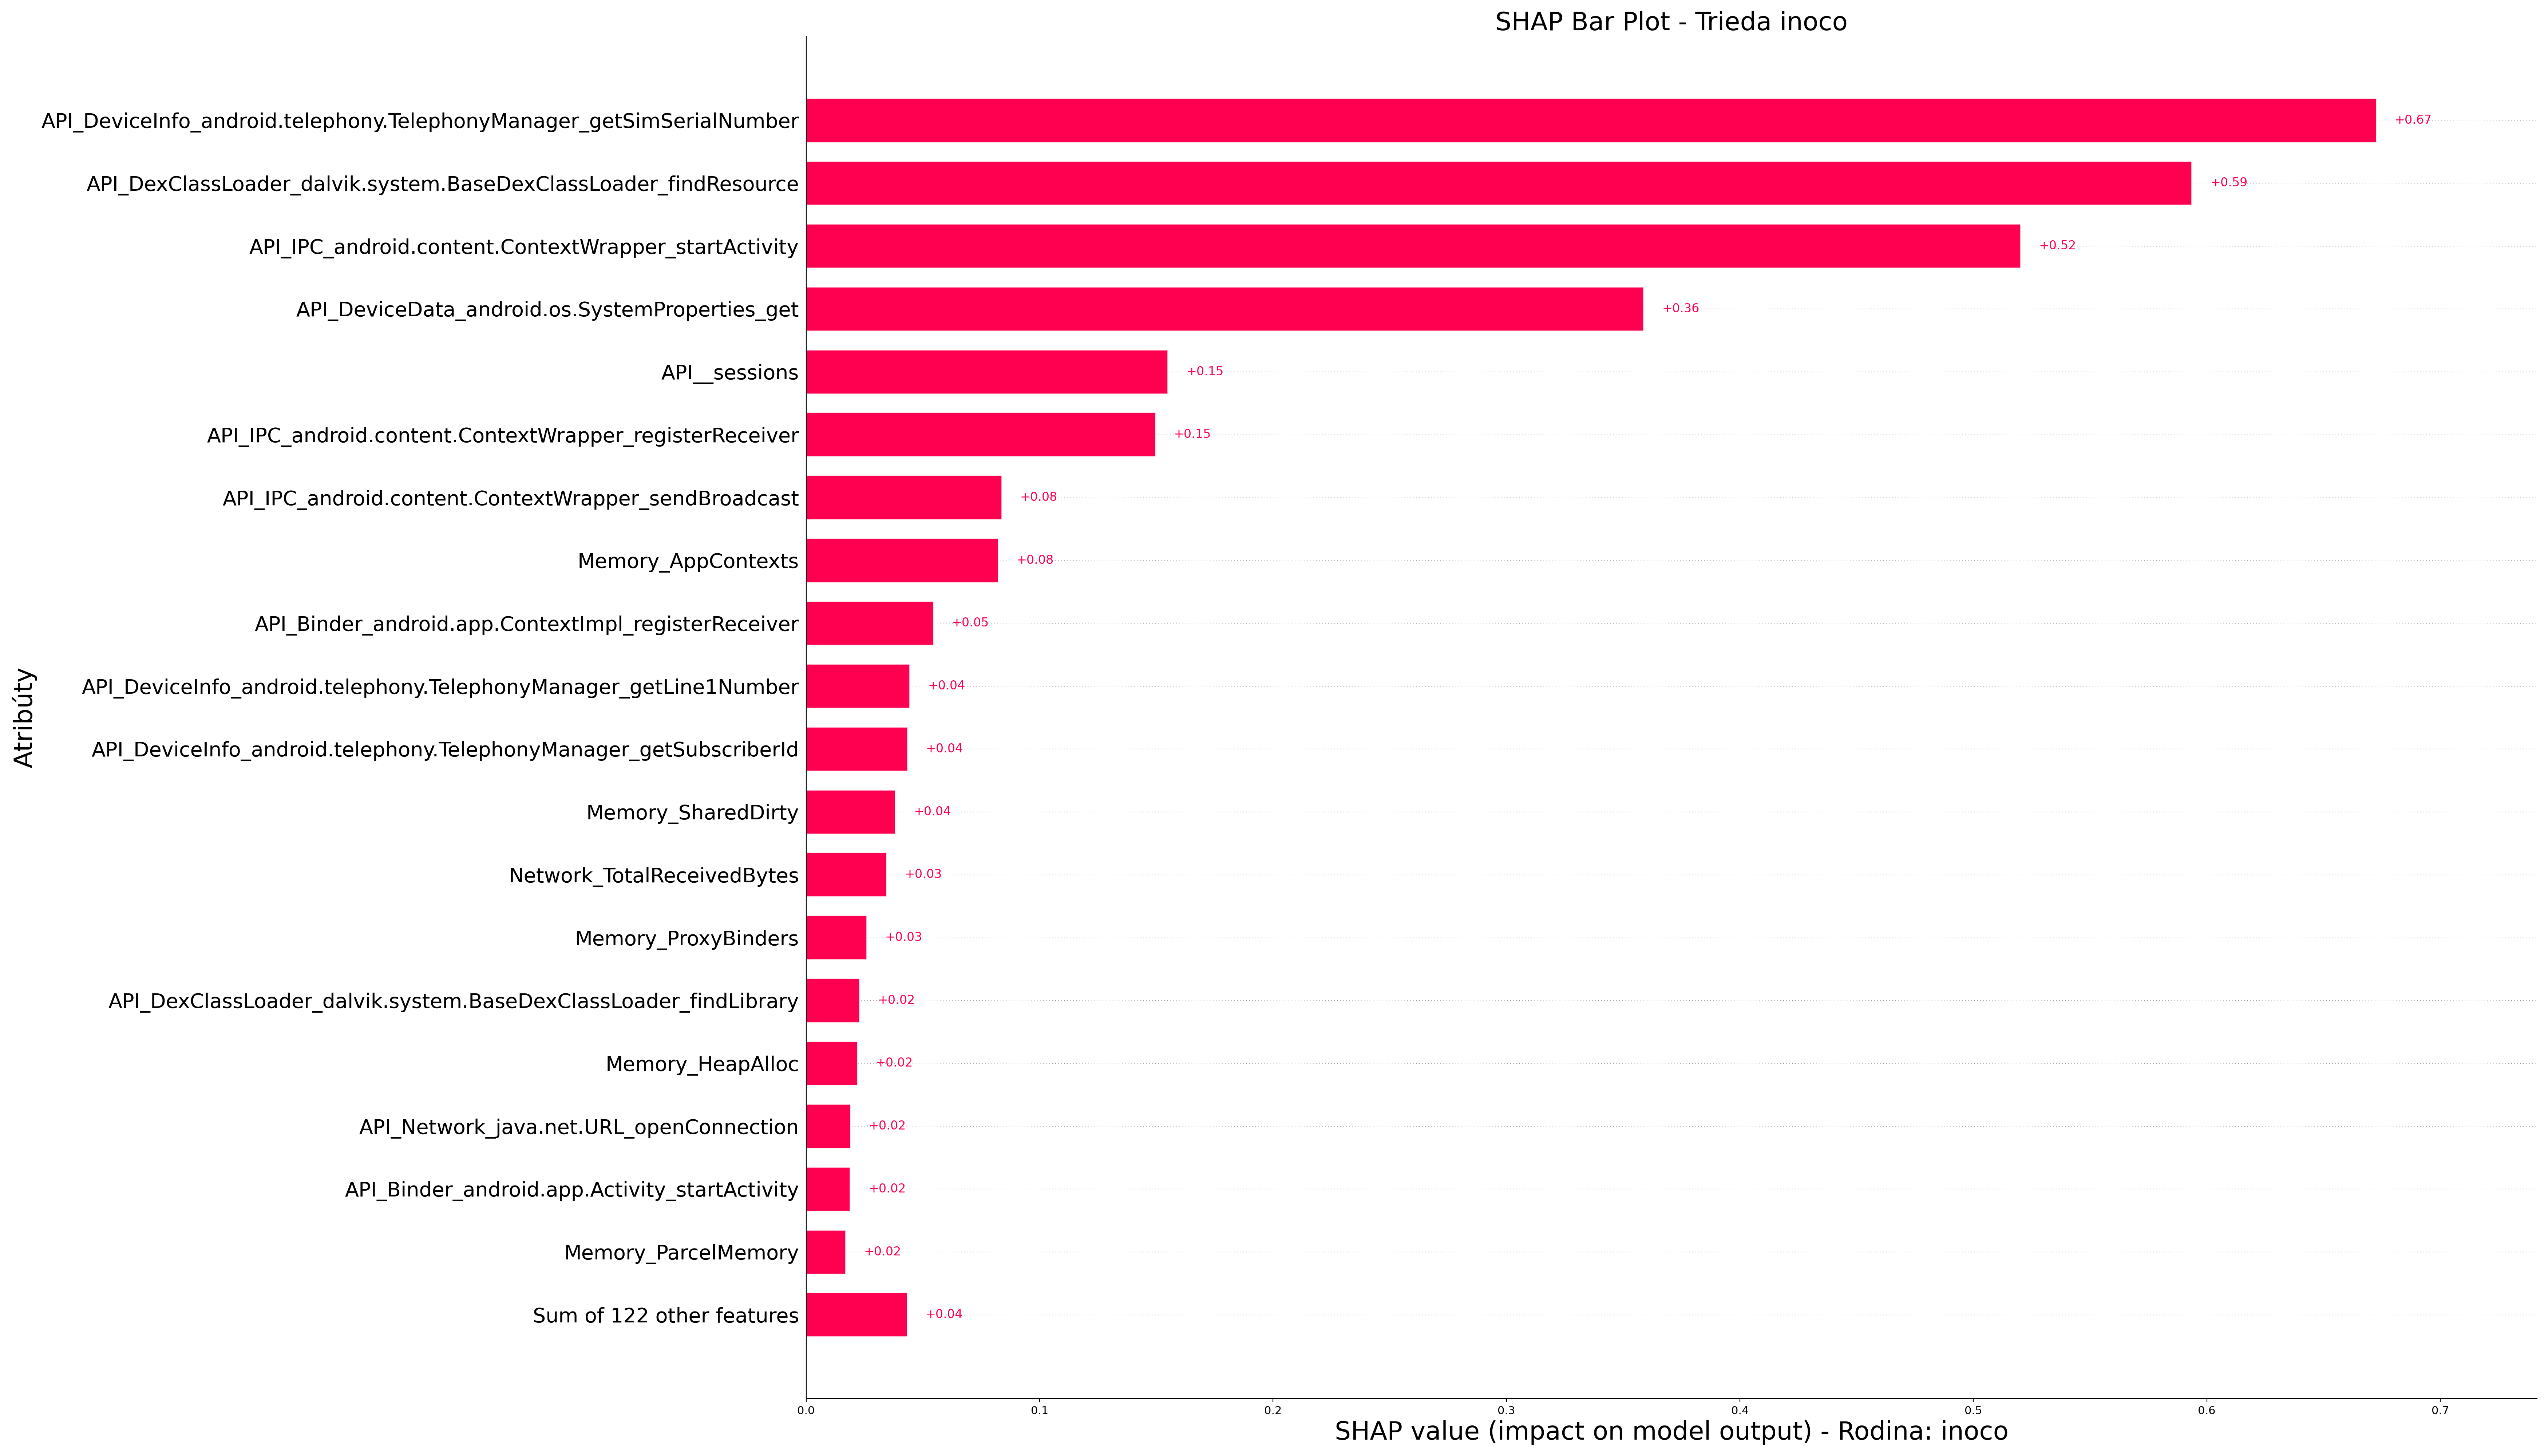 SHAP Bar Plot - Trieda inoco
API_DeviceInfo_android.telephony.TelephonyManager_getSimSerialNumber +0.67
API_DexClassLoader_dalvik.system.BaseDexClassLoader_findResource +0.59
API_IPC_android.content.ContextWrapper_startActivity +0.52
API_DeviceData_android.os.SystemProperties_get +0.36
API__sessions +0.15
API_IPC_android.content.ContextWrapper_registerReceiver +0.15
API_IPC_android.content.ContextWrapper_sendBroadcast +0.08
Memory_AppContexts +0.08
API_Binder_android.app.ContextImpl_registerReceiver +0.05
API_DeviceInfo_android.telephony.TelephonyManager_getLine1Number +0.04
API_DeviceInfo_android.telephony.TelephonyManager_getSubscriberId +0.04
Memory_SharedDirty +0.04
Network_TotalReceivedBytes +0.03
Memory_ProxyBinders +0.03
API_DexClassLoader_dalvik.system.BaseDexClassLoader_findLibrary +0.02
Memory_HeapAlloc +0.02
API_Network_java.net.URL_openConnection +0.02
API_Binder_android.app.Activity_startActivity +0.02
Memory_ParcelMemory +0.02
Sum of 122 other features +0.04
Atribúty
0.0 0.1 0.2 0.3 0.4 0.5 0.6 0.7
SHAP value (impact on model output) - Rodina: inoco